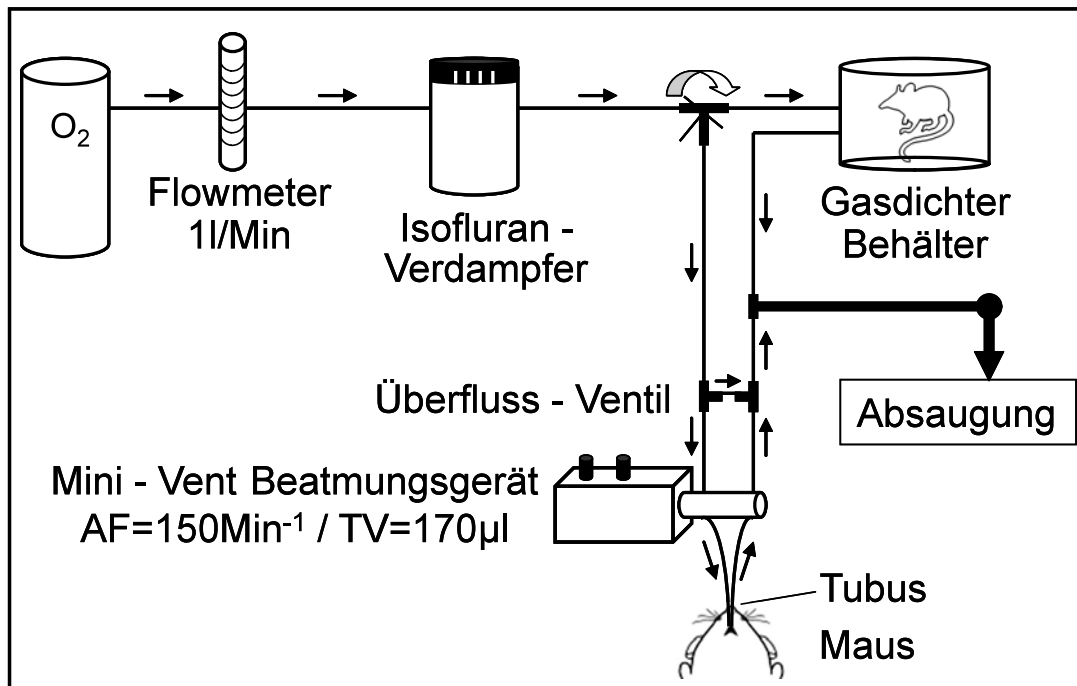 O₂
Flowmeter
1l/Min
Isofluran -
Verdampfer
Gasdichter
Behälter
Überfluss - Ventil
Absaugung
Mini - Vent Beatmungsgerät
AF=150Min⁻¹ / TV=170µl
Tubus
Maus